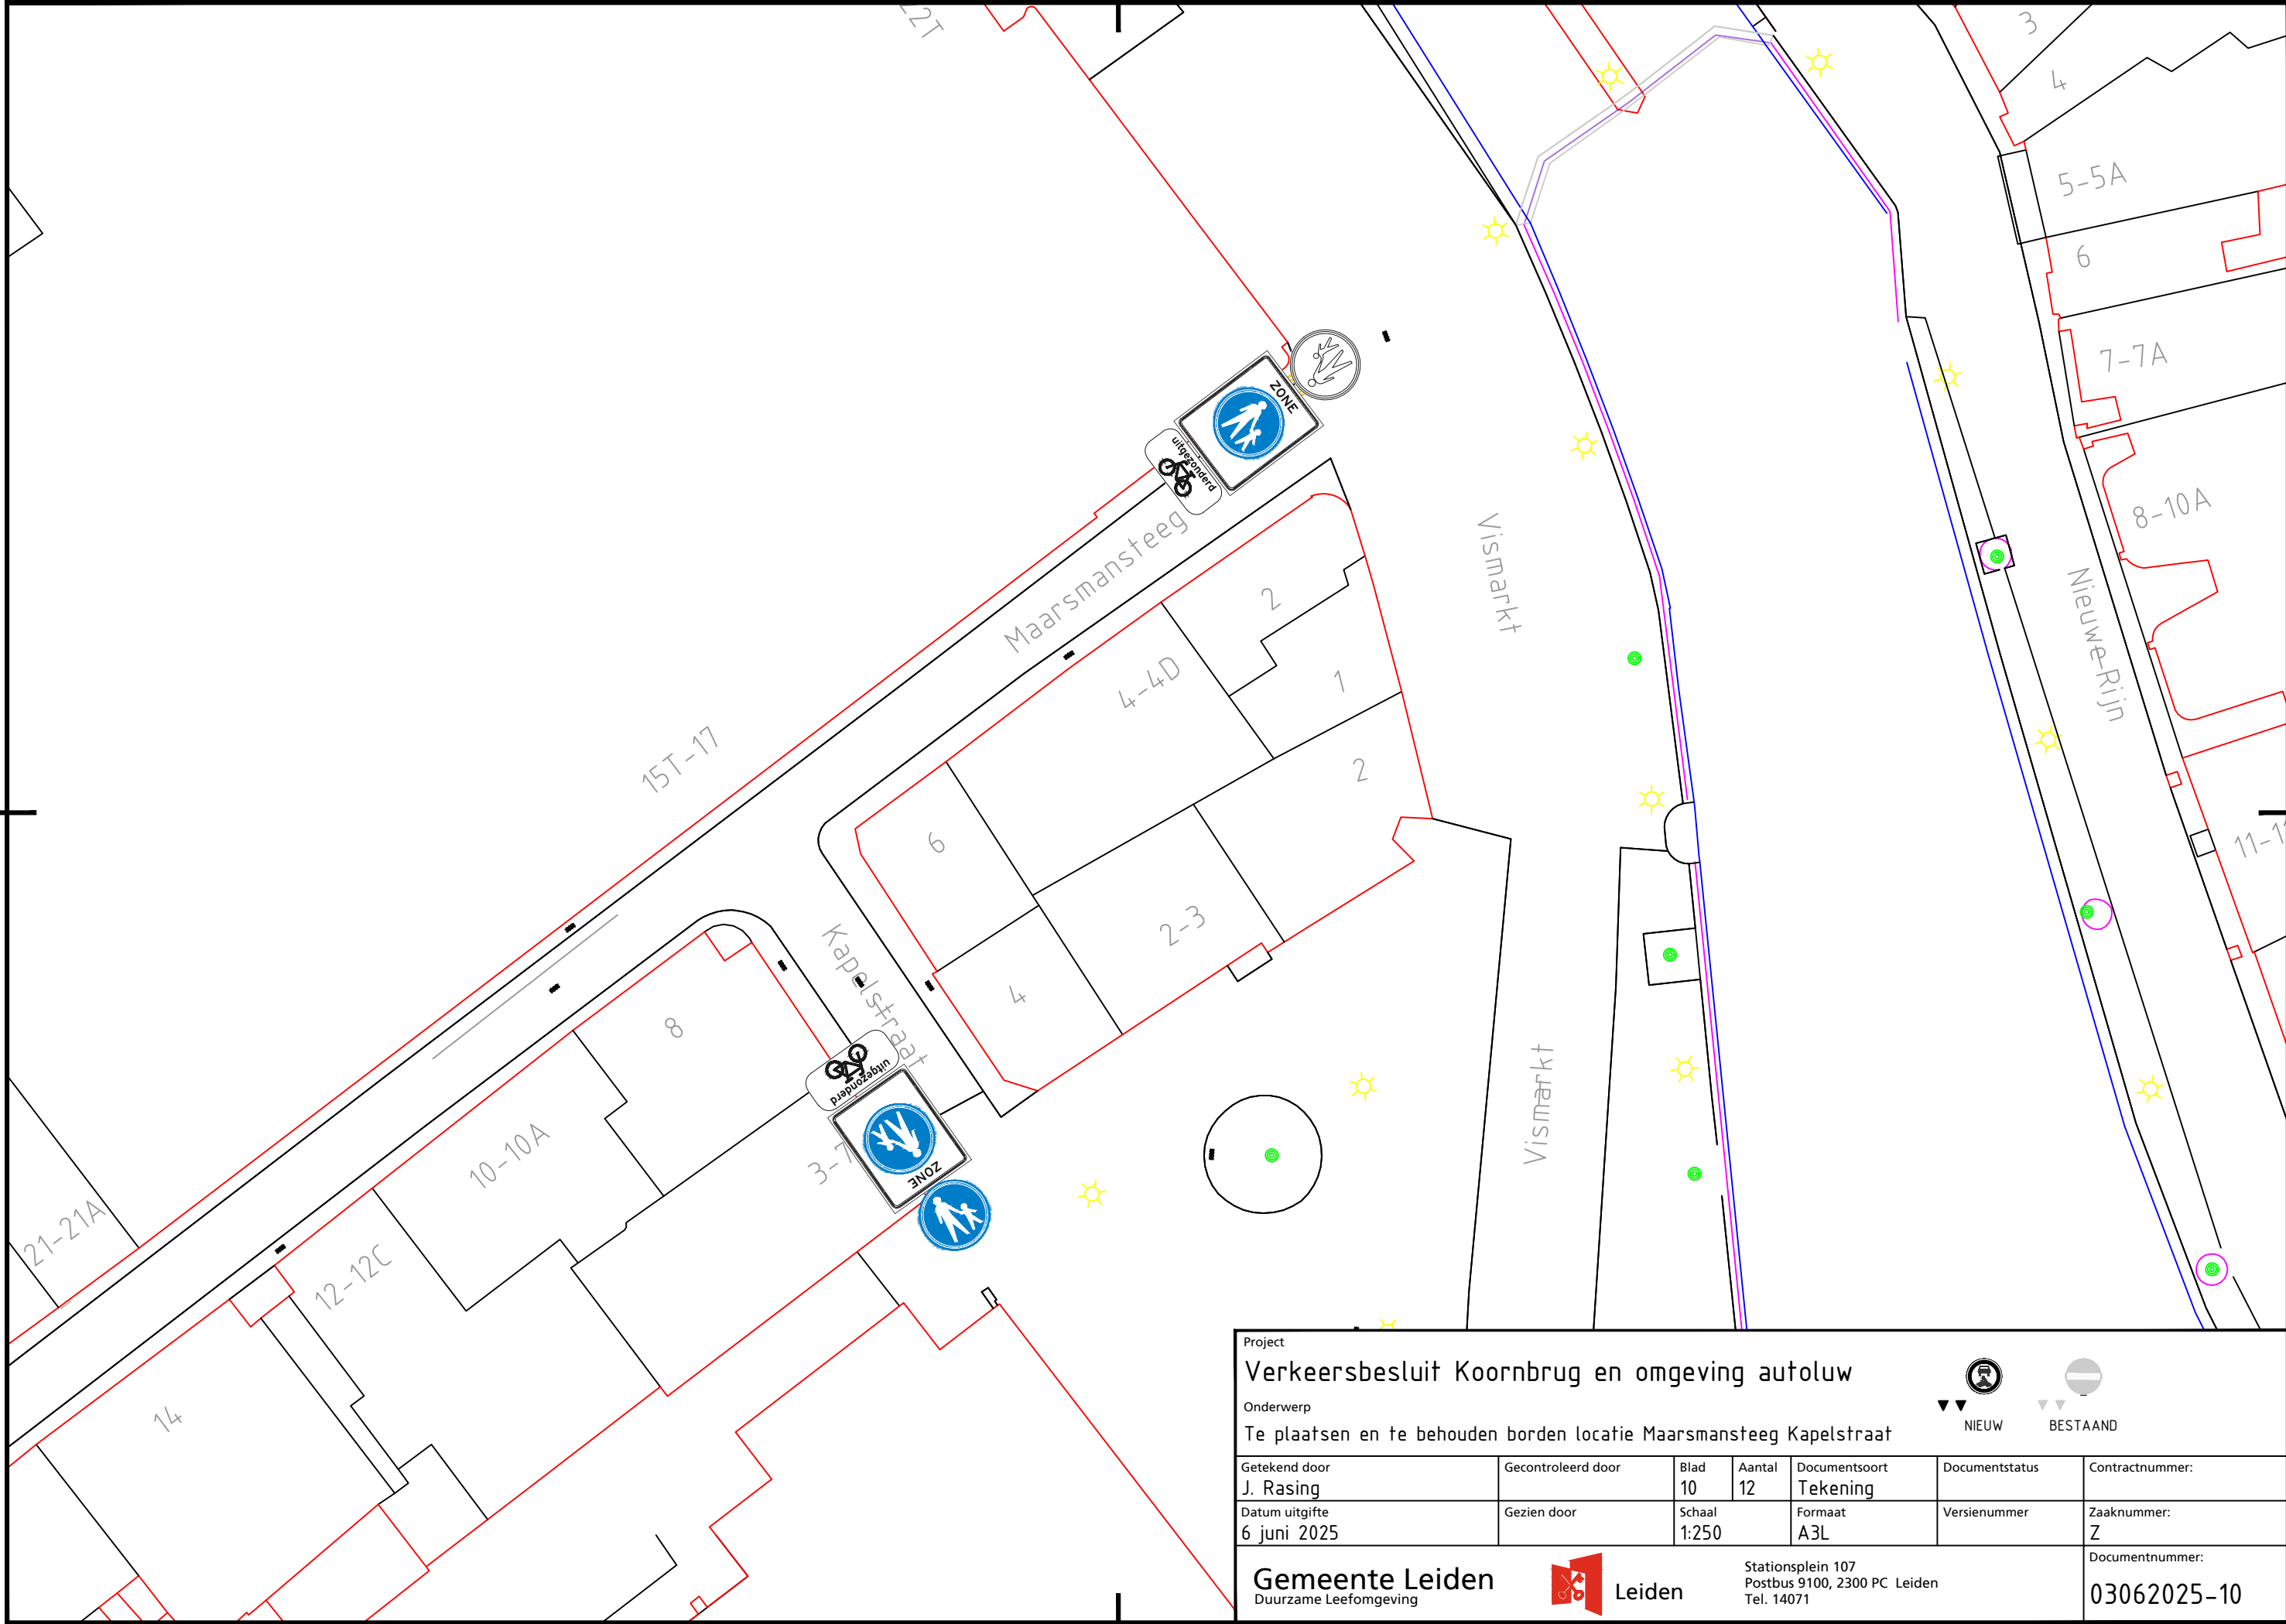 22T
3
4
5-5A
6
7-7A
8-10A
Nieuwe-Rijn
ZONE
uitgezonderd
Maarsmansteeg
Vismarkt
2
4-4D
1
2
15T-17
6
2-3
4
Kapelstraat
8
uitgezonderd
ZONE
3-7
10-10A
Vismarkt
21-21A
12-12C
14
Project
Verkeersbesluit Koornbrug en omgeving autoluw
Onderwerp
Te plaatsen en te behouden borden locatie Maarsmansteeg Kapelstraat
NIEUW
BESTAAND
Getekend door
J. Rasing
Gecontroleerd door
Blad
10
Aantal
12
Documentsoort
Tekening
Documentstatus
Contractnummer:
Datum uitgifte
6 juni 2025
Gezien door
Schaal
1:250
Formaat
A3L
Versienummer
Zaaknummer:
Z
Gemeente Leiden
Duurzame Leefomgeving
Leiden
Stationsplein 107
Postbus 9100, 2300 PC Leiden
Tel. 14071
Documentnummer:
03062025-10